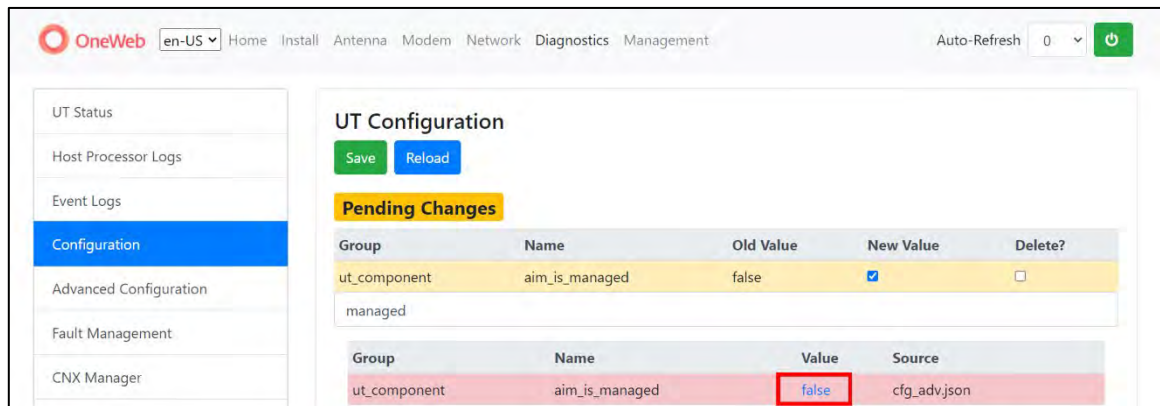 OneWeb en-US Home Install Antenna Modem Network Diagnostics Management Auto-Refresh 0
UT Status
Host Processor Logs
Event Logs
Configuration
Advanced Configuration
Fault Management
CNX Manager
UT Configuration
Save Reload
Pending Changes
Group Name Old Value New Value Delete?
ut_component aim_is_managed false
managed
Group Name Value Source
ut_component aim_is_managed false cfg_adv.json